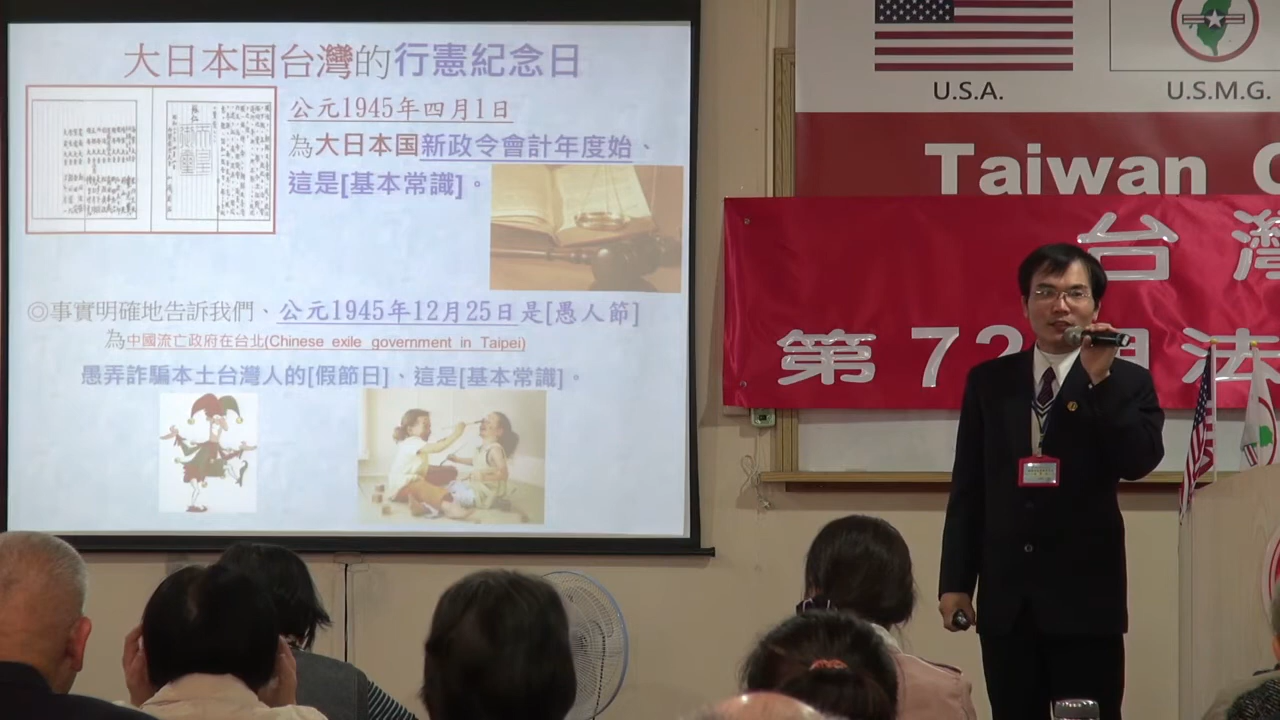 大日本国台灣的行憲紀念日
公元1945年四月1日
為大日本国新政令會計年度始、
這是[基本常識]。
◎事實明確地告訴我們、公元1945年12月25日是[愚人節]
為中國流亡政府在台北(Chinese exile government in Taipei)
愚弄詐騙本土台灣人的[假節日]、這是[基本常識]。
U.S.A.
U.S.M.G.
Taiwan
台灣
第72期法